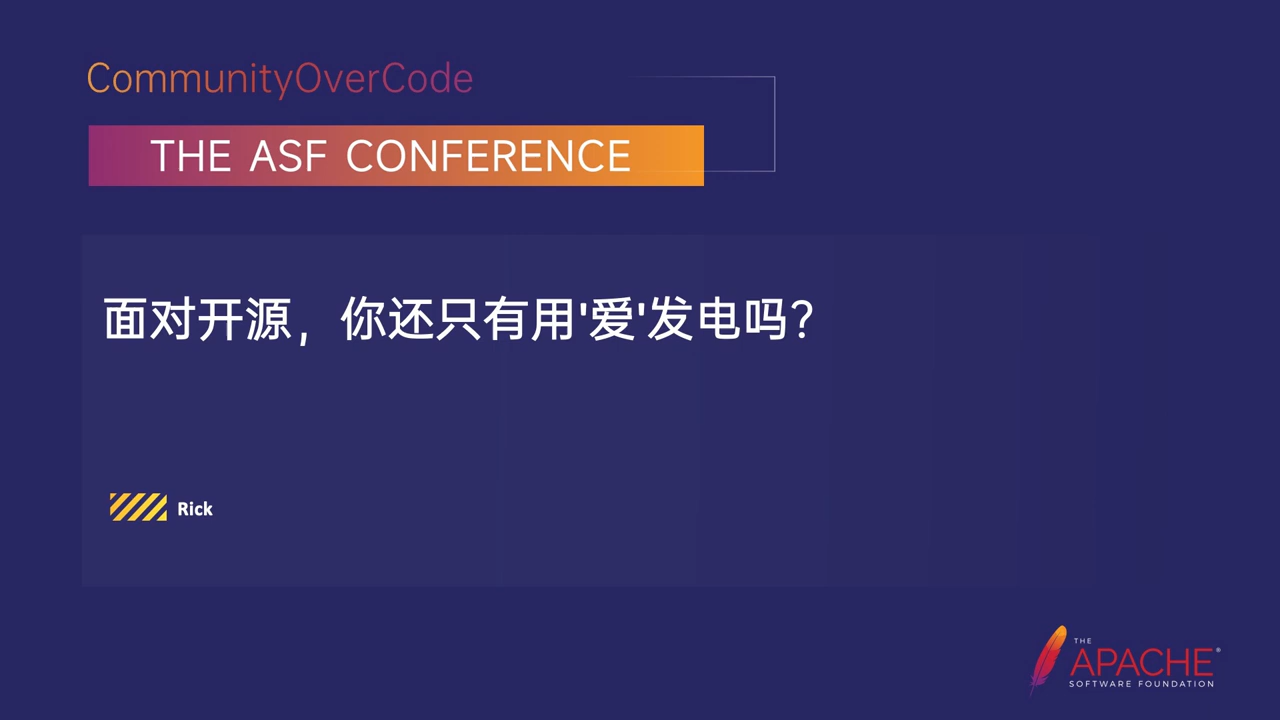 CommunityOverCode
THE ASF CONFERENCE
面对开源，你还只有用'爱'发电吗？
Rick
THE
APACHE®
SOFTWARE FOUNDATION